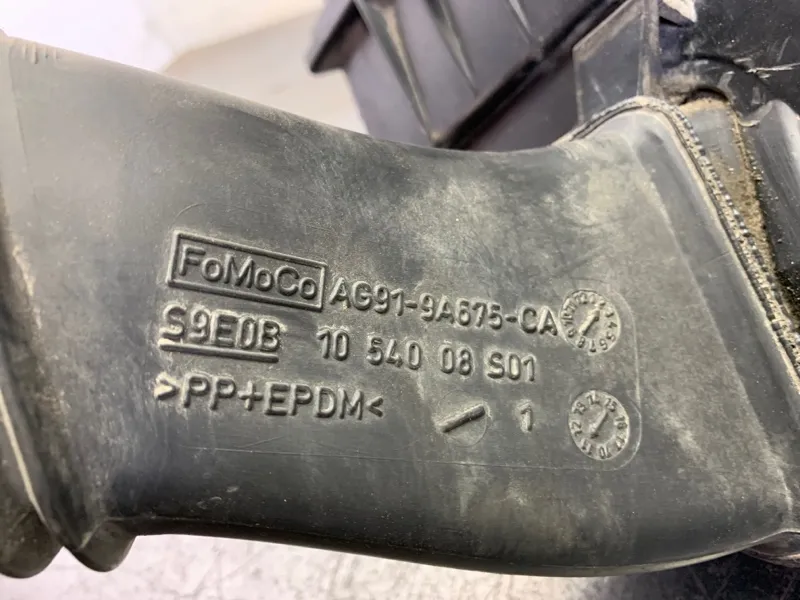 FoMoCo AG91-9A675-CA
S9E0B 10 540 08 S01
>PP+EPDM< 1